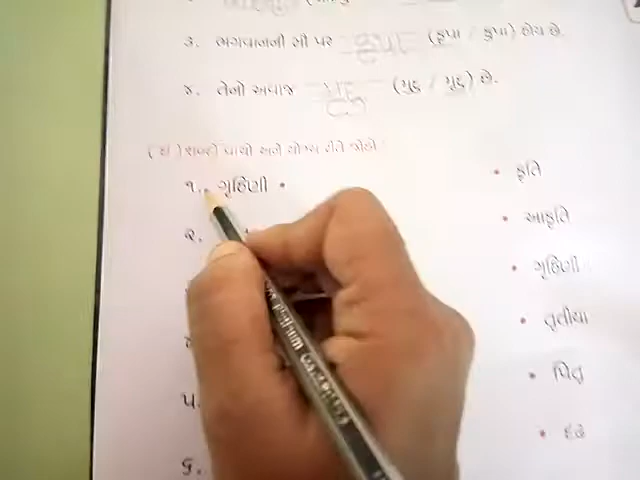 ૩. ભગવાનની સૌ પર કૃપા (કૃપા / કુપા) હોય છે.
૪. તેનો અવાજ મૃદુ (મુદુ / મૃદુ) છે.
શબ્દો વાંચો અને યોગ્ય રીતે જોડો
૧. ગૃહિણી • • કૃતિ
૨. • આકૃતિ
• ગૃહિણી
• તૃતીયા
૫. • પિતૃ
• દૃઢ
૬.